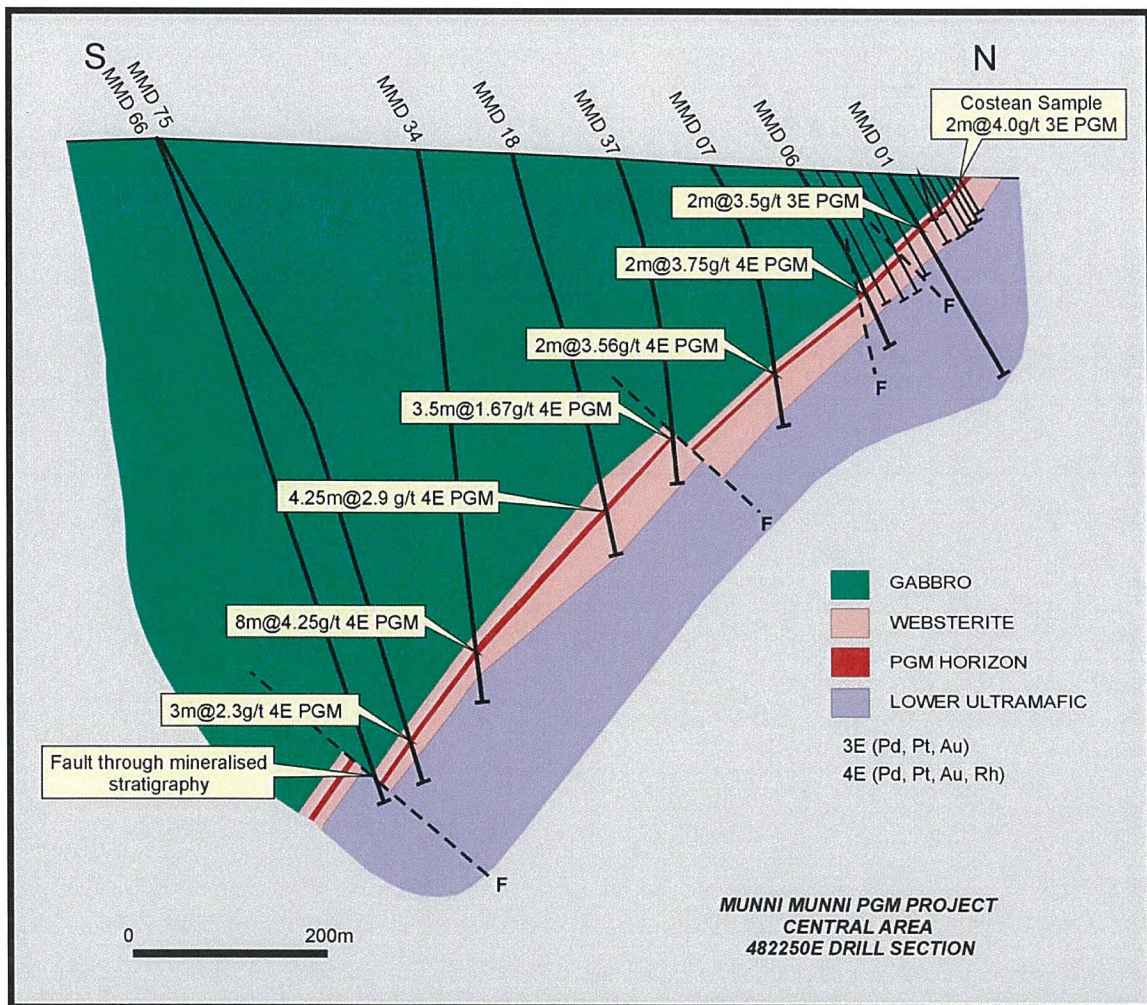 S
N
MMD 66
MMD 75
MMD 34
MMD 18
MMD 37
MMD 07
MMD 06
MMD 01
Costean Sample
2m@4.0g/t 3E PGM
2m@3.5g/t 3E PGM
2m@3.75g/t 4E PGM
2m@3.56g/t 4E PGM
3.5m@1.67g/t 4E PGM
4.25m@2.9 g/t 4E PGM
8m@4.25g/t 4E PGM
3m@2.3g/t 4E PGM
Fault through mineralised
stratigraphy
F
F
F
F
GABBRO
WEBSTERITE
PGM HORIZON
LOWER ULTRAMAFIC
3E (Pd, Pt, Au)
4E (Pd, Pt, Au, Rh)
0 200m
MUNNI MUNNI PGM PROJECT
CENTRAL AREA
482250E DRILL SECTION